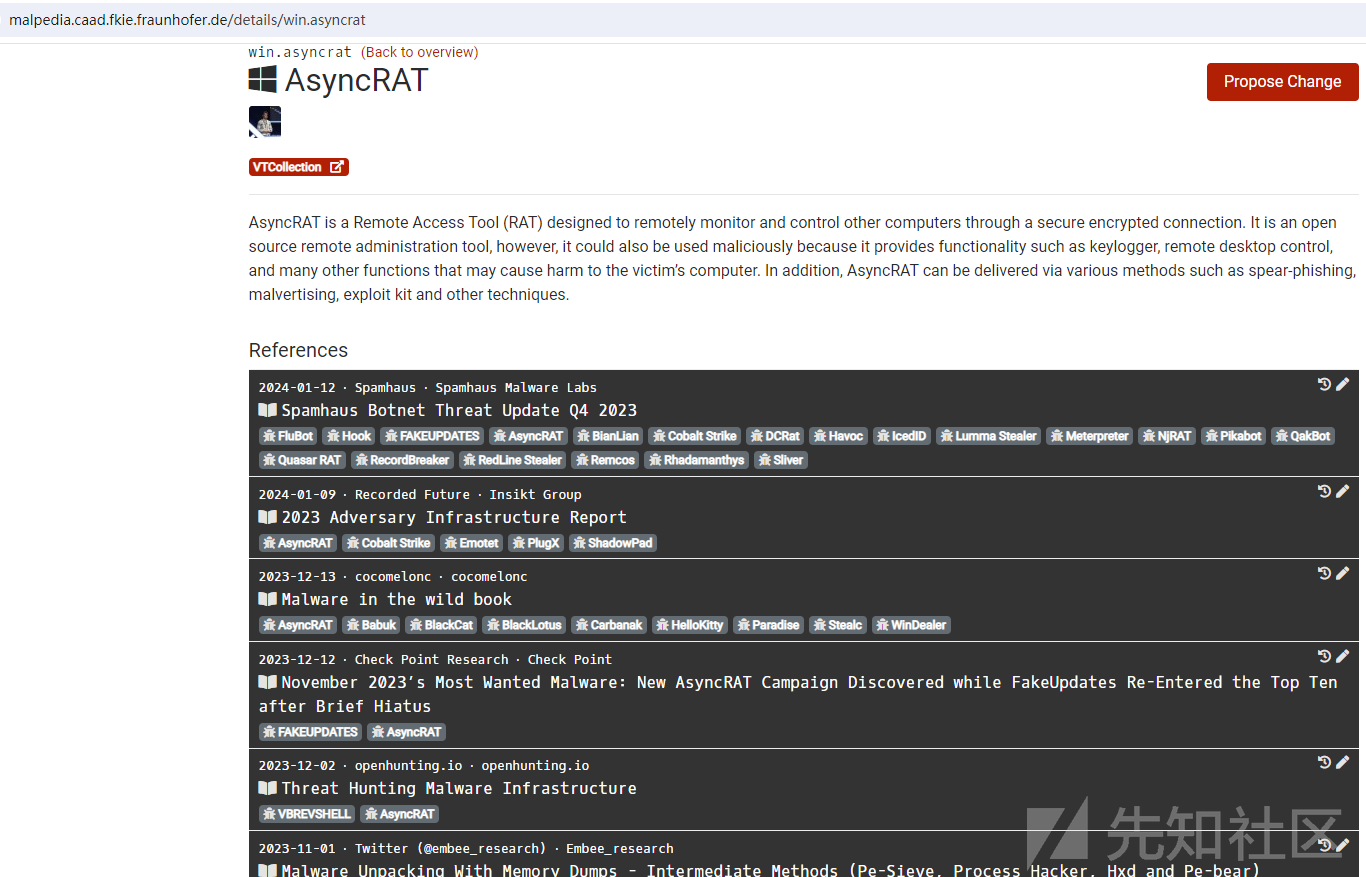 malpedia.caad.fkie.fraunhofer.de/details/win.asyncrat
win.asyncrat (Back to overview)
AsyncRAT
Propose Change
VTCollection
AsyncRAT is a Remote Access Tool (RAT) designed to remotely monitor and control other computers through a secure encrypted connection. It is an open
source remote administration tool, however, it could also be used maliciously because it provides functionality such as keylogger, remote desktop control,
and many other functions that may cause harm to the victim’s computer. In addition, AsyncRAT can be delivered via various methods such as spear-phishing,
malvertising, exploit kit and other techniques.
References
2024-01-12 · Spamhaus · Spamhaus Malware Labs
Spamhaus Botnet Threat Update Q4 2023
FluBot Hook FAKEUPDATES AsyncRAT BianLian Cobalt Strike DCRat Havoc IcedID Lumma Stealer Meterpreter NjRAT Pikabot QakBot
Quasar RAT RecordBreaker RedLine Stealer Remcos Rhadamanthys Sliver
2024-01-09 · Recorded Future · Insikt Group
2023 Adversary Infrastructure Report
AsyncRAT Cobalt Strike Emotet PlugX ShadowPad
2023-12-13 · cocomelonc · cocomelonc
Malware in the wild book
AsyncRAT Babuk BlackCat BlackLotus Carbanak HelloKitty Paradise Stealc WinDealer
2023-12-12 · Check Point Research · Check Point
November 2023’s Most Wanted Malware: New AsyncRAT Campaign Discovered while FakeUpdates Re-Entered the Top Ten
after Brief Hiatus
FAKEUPDATES AsyncRAT
2023-12-02 · openhunting.io · openhunting.io
Threat Hunting Malware Infrastructure
VBREVSHELL AsyncRAT
2023-11-01 · Twitter (@embee_research) · Embee_research
Malware Unpacking With Memory Dumps - Intermediate Methods (Pe-Sieve, Process Hacker, Hxd and Pe-bear)
先知社区